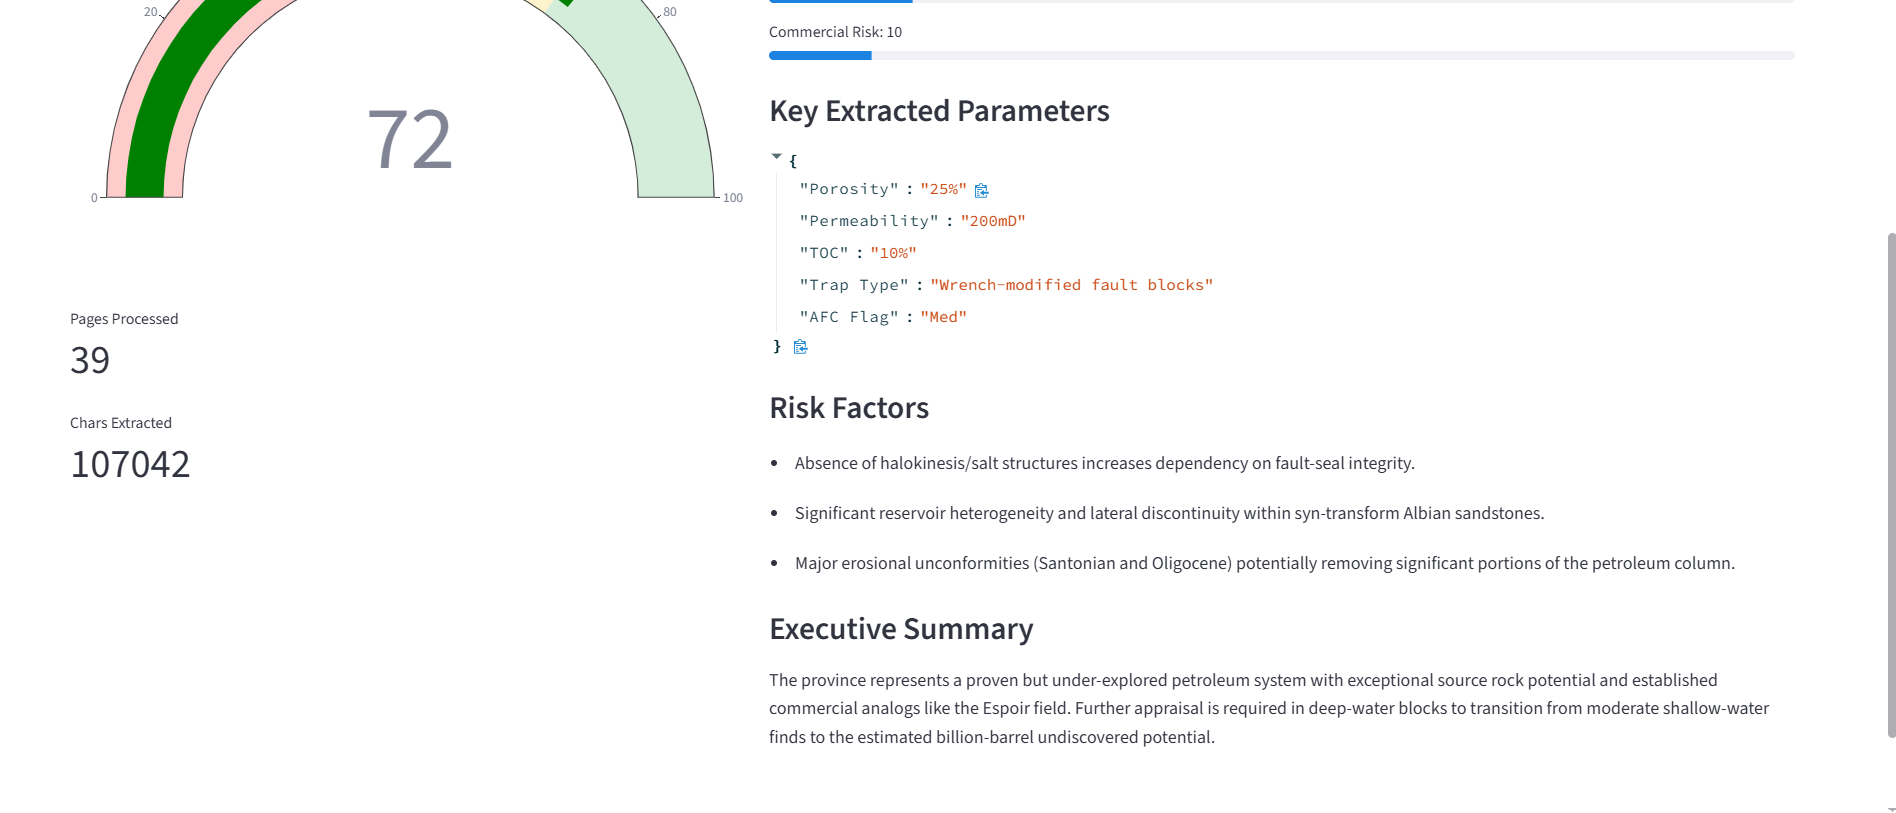 20
80
72
0
100
Pages Processed
39
Chars Extracted
107042
Commercial Risk: 10
Key Extracted Parameters
{
"Porosity" : "25%"
"Permeability" : "200mD"
"TOC" : "10%"
"Trap Type" : "Wrench-modified fault blocks"
"AFC Flag" : "Med"
}
Risk Factors
• Absence of halokinesis/salt structures increases dependency on fault-seal integrity.
• Significant reservoir heterogeneity and lateral discontinuity within syn-transform Albian sandstones.
• Major erosional unconformities (Santonian and Oligocene) potentially removing significant portions of the petroleum column.
Executive Summary
The province represents a proven but under-explored petroleum system with exceptional source rock potential and established
commercial analogs like the Espoir field. Further appraisal is required in deep-water blocks to transition from moderate shallow-water
finds to the estimated billion-barrel undiscovered potential.